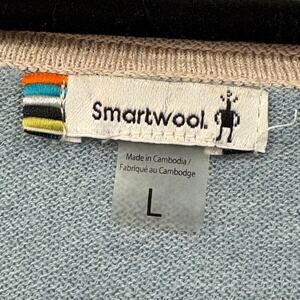 Smartwool.
Made in Cambodia /
Fabriqué au Cambodge
L